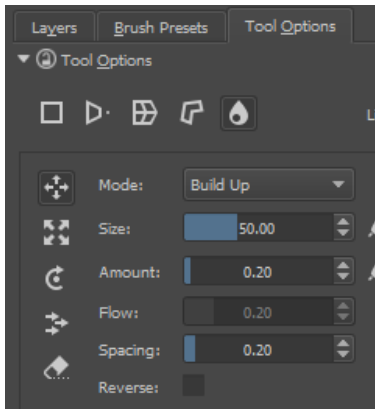 Layers Brush Presets Tool Options
Tool Options
L
Mode: Build Up
Size: 50.00
Amount: 0.20
Flow: 0.20
Spacing: 0.20
Reverse: